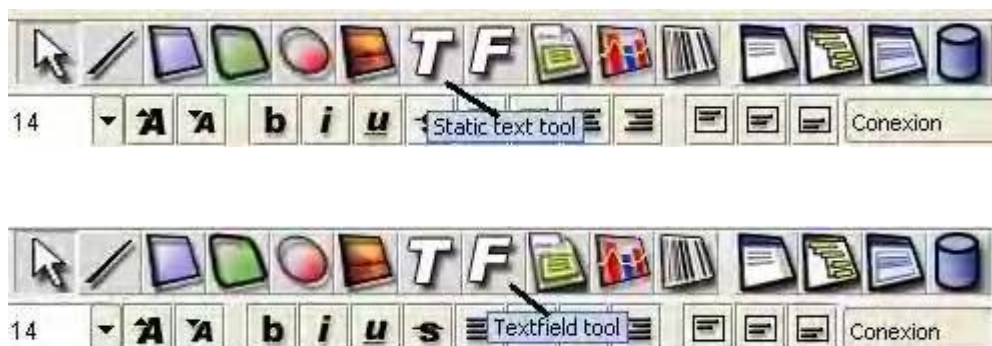 T F
14 A A b i u Conexion
Static text tool
T F
14 A A b i u s Conexion
Textfield tool